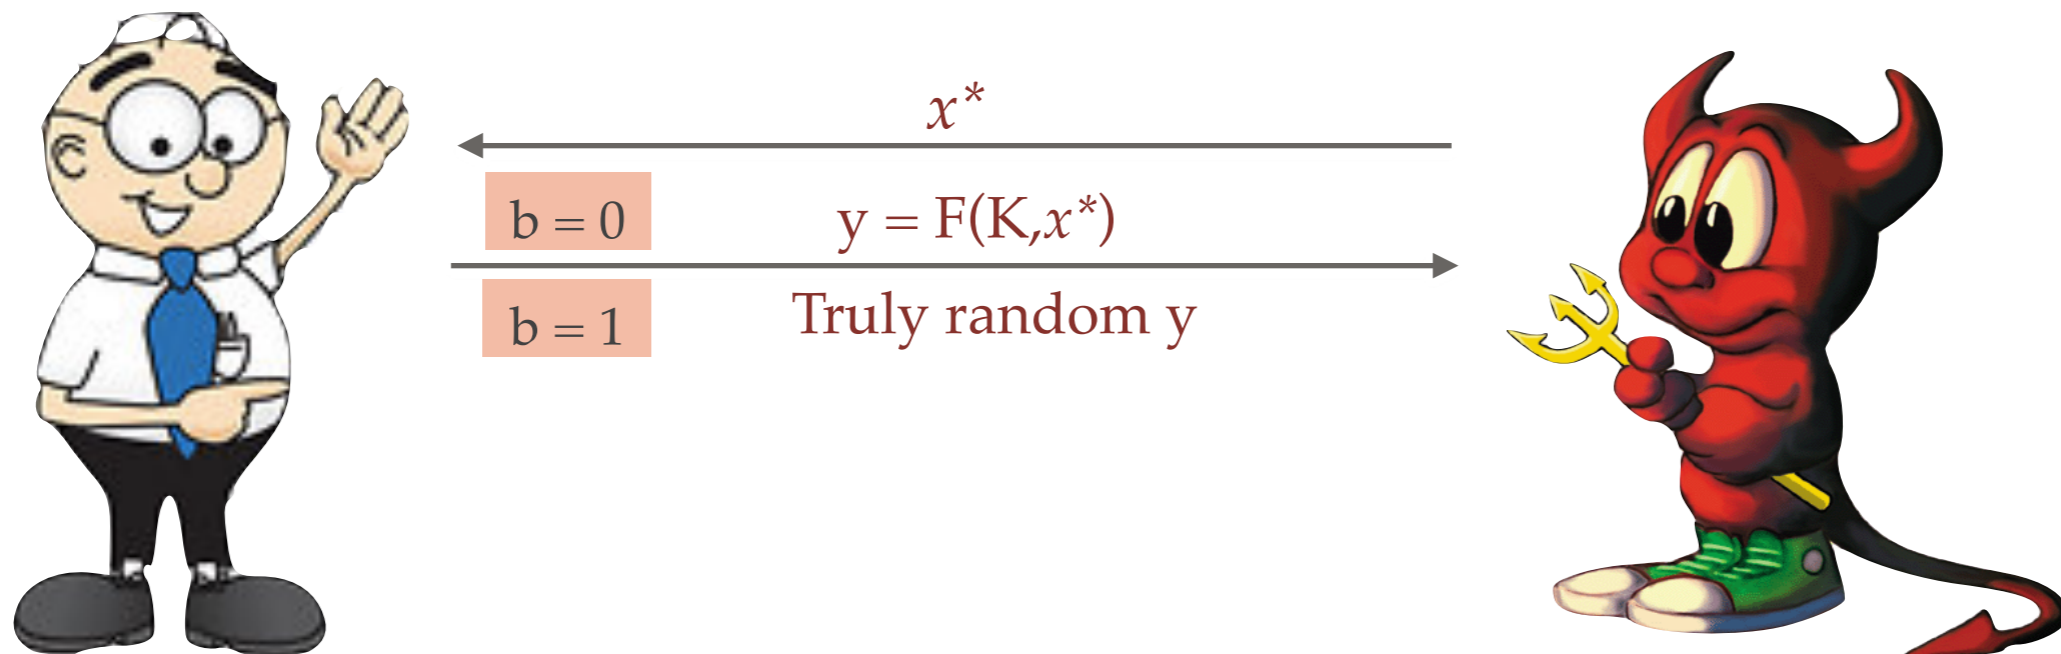 x*
b = 0 y = F(K,x*)
b = 1 Truly random y